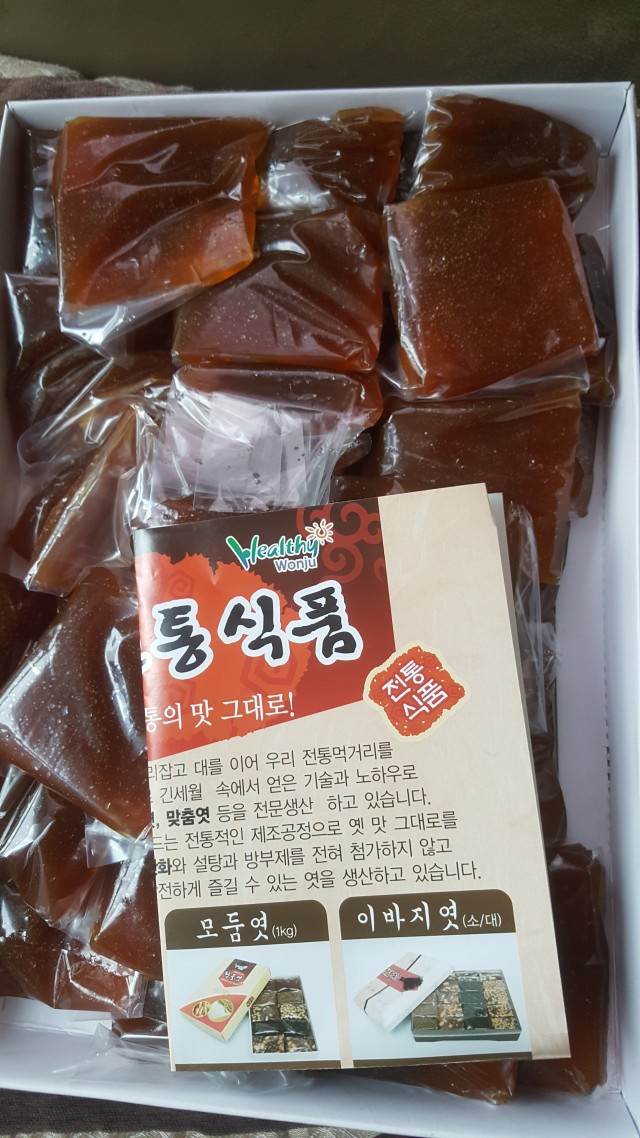 Healthy
Wonju
통식품
통의 맛 그대로!
전통
식품
리잡고 대를 이어 우리 전통먹거리를
긴세월 속에서 얻은 기술과 노하우로
, 맞춤엿 등을 전문생산 하고 있습니다.
드는 전통적인 제조공정으로 옛 맛 그대로를
화와 설탕과 방부제를 전혀 첨가하지 않고
전하게 즐길 수 있는 엿을 생산하고 있습니다.
모둠엿(1kg)
이바지엿(소/대)